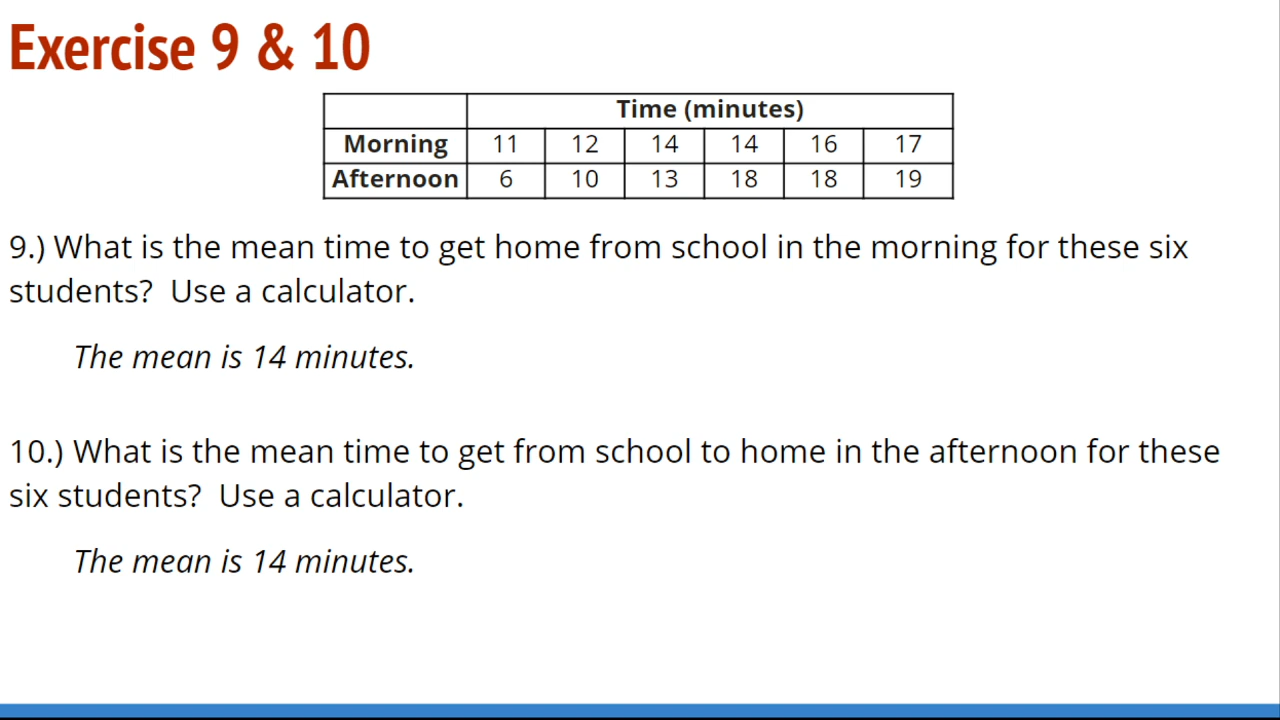 Exercise 9 & 10
Time (minutes)
Morning 11 12 14 14 16 17
Afternoon 6 10 13 18 18 19
9.) What is the mean time to get home from school in the morning for these six
students? Use a calculator.
The mean is 14 minutes.
10.) What is the mean time to get from school to home in the afternoon for these
six students? Use a calculator.
The mean is 14 minutes.